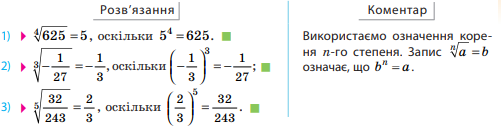 Розв'язання
1) ▶ ∜625 = 5, оскільки 5⁴ = 625. ■
2) ▶ ∛(−1/27) = −1/3, оскільки (−1/3)³ = −1/27; ■
3) ▶ ⁵√(32/243) = 2/3, оскільки (2/3)⁵ = 32/243. ■
Коментар
Використаємо означення коре-
ня n-го степеня. Запис ⁿ√a = b
означає, що bⁿ = a.